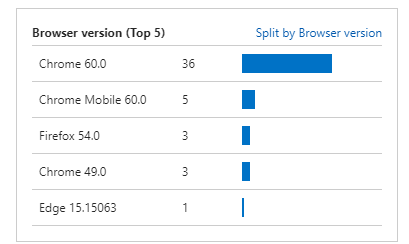 Browser version (Top 5) Split by Browser version
Chrome 60.0 36
Chrome Mobile 60.0 5
Firefox 54.0 3
Chrome 49.0 3
Edge 15.15063 1